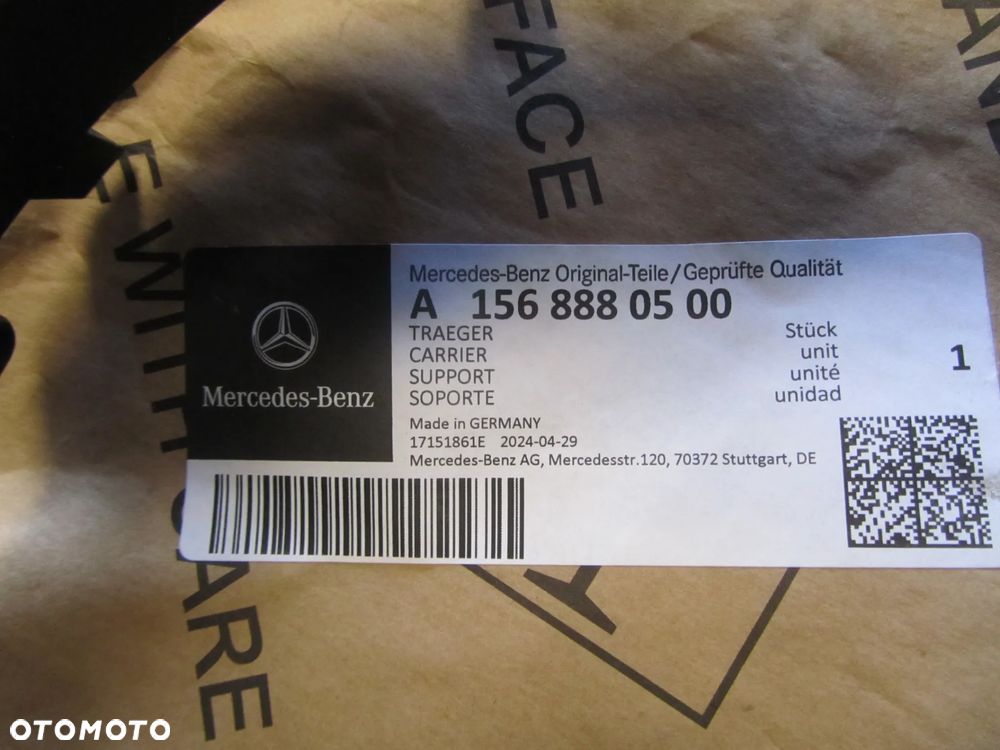 FACE
E WITH CARE
Mercedes-Benz
Mercedes-Benz Original-Teile/Geprüfte Qualität
A 156 888 05 00
TRAEGER Stück
CARRIER unit
SUPPORT unité
SOPORTE unidad
1
Made in GERMANY
17151861E 2024-04-29
Mercedes-Benz AG, Mercedesstr.120, 70372 Stuttgart, DE
OTOMOTO